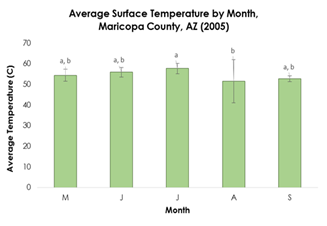 Average Surface Temperature by Month,
Maricopa County, AZ (2005)
70
60
50
40
30
20
10
0
Average Temperature (C)
a, b
a, b
a
b
a, b
M
J
J
A
S
Month